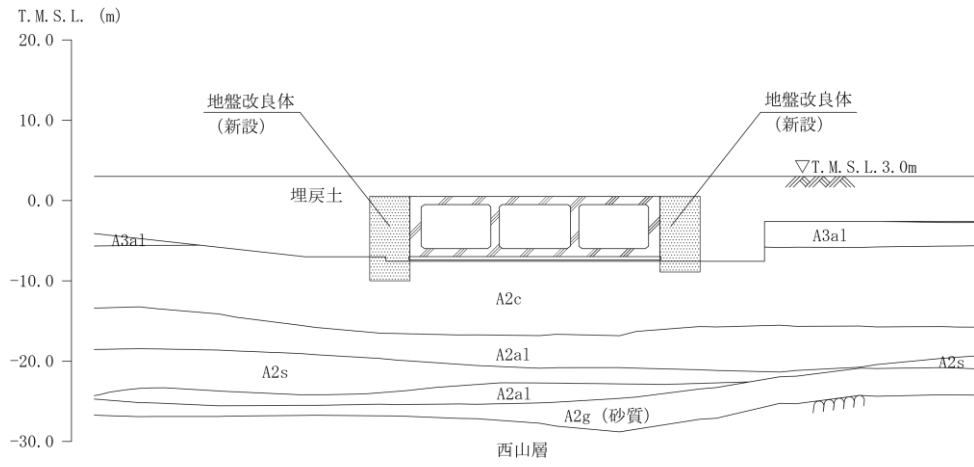 T.M.S.L. (m)
20.0
地盤改良体
(新設)
地盤改良体
(新設)
10.0
▽T.M.S.L.3.0m
埋戻土
0.0
A3al
A3al
-10.0
A2c
A2al
-20.0
A2s
A2s
A2al
A2g (砂質)
-30.0
西山層